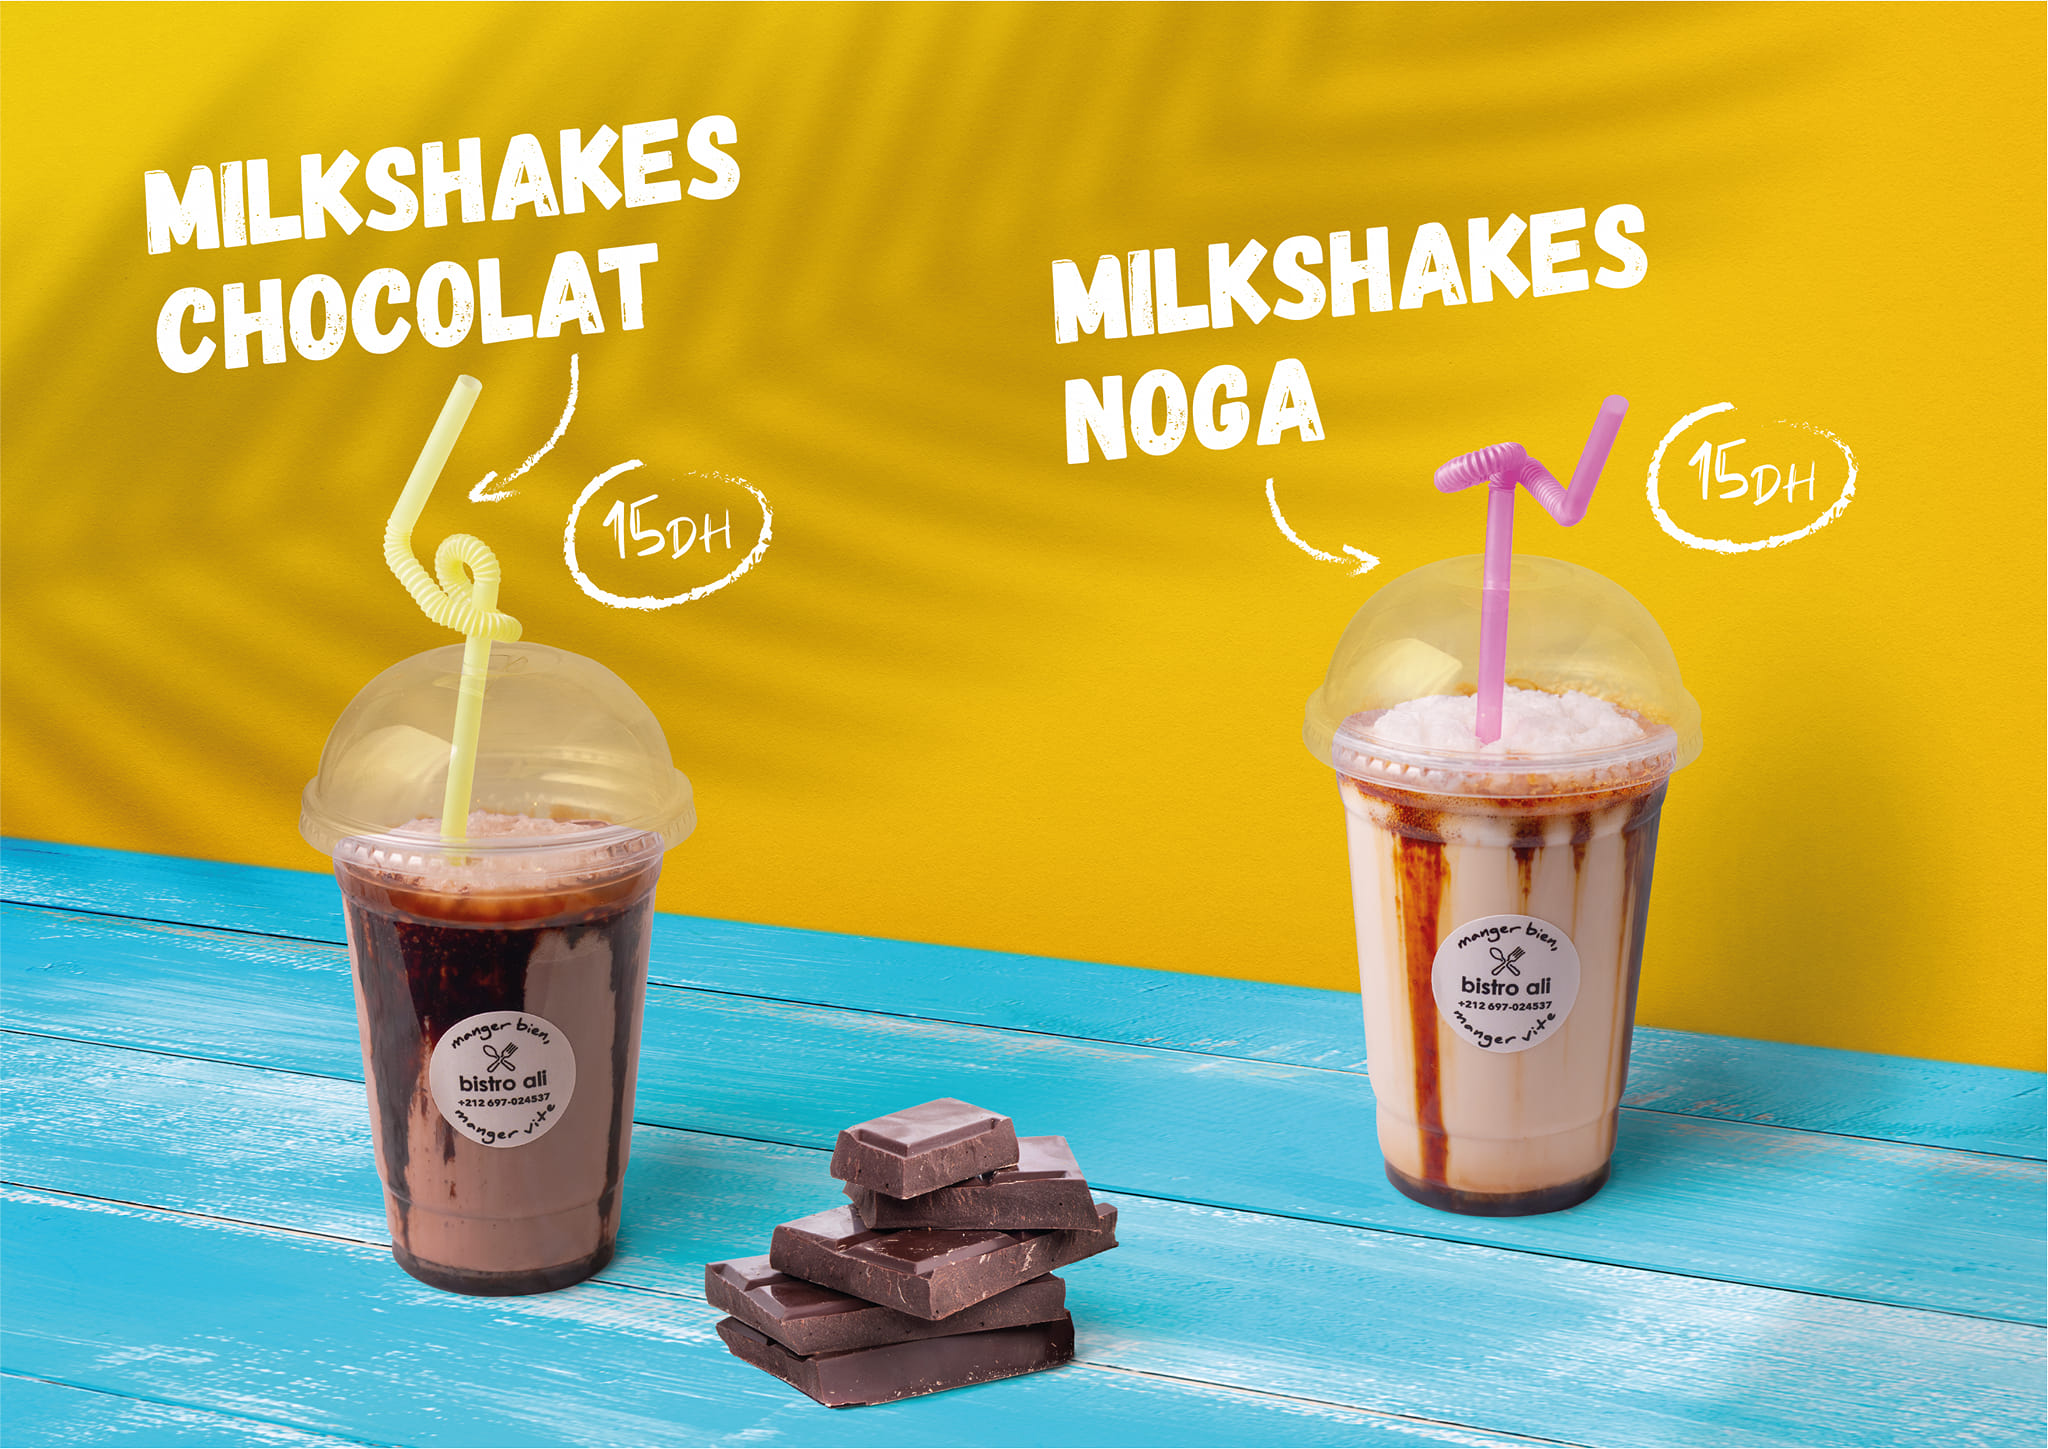 MILKSHAKES
CHOCOLAT
15DH
MILKSHAKES
NOGA
15DH
manger bien,
bistro ali
+212 697-024537
manger vite
manger bien,
bistro ali
+212 697-024537
manger vite